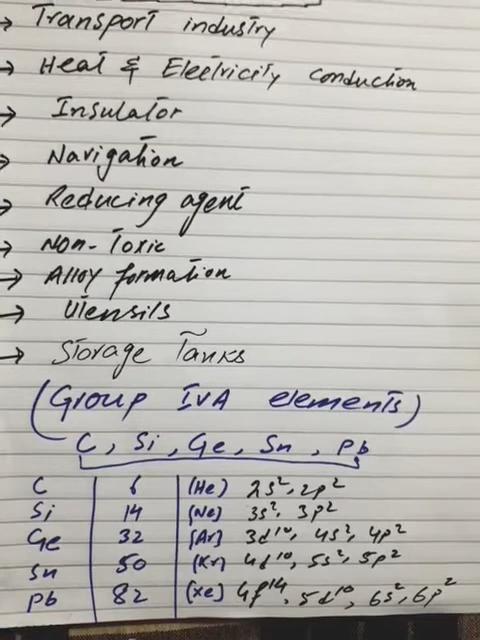 → Transport industry
→ Heat & Electricity conduction
→ Insulator
→ Navigation
→ Reducing agent
→ Non-Toxic
→ Alloy formation
→ Utensils
→ Storage Tanks
(Group IVA elements)
C, Si, Ge, Sn, Pb
C | 6 | (He) 2s², 2p²
Si | 14 | [Ne] 3s², 3p²
Ge | 32 | [Ar] 3d¹⁰, 4s², 4p²
Sn | 50 | (Kr) 4d¹⁰, 5s², 5p²
Pb | 82 | (Xe) 4f¹⁴, 5d¹⁰, 6s², 6p²